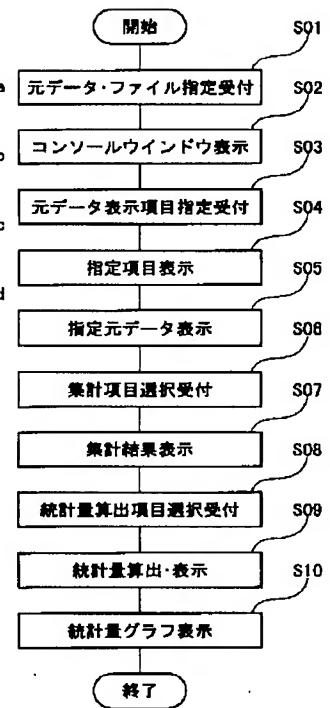 開始
S01
a
元データ・ファイル指定受付
S02
b
コンソールウインドウ表示
S03
c
元データ表示項目指定受付
S04
指定項目表示
S05
d
指定元データ表示
S06
集計項目選択受付
S07
集計結果表示
S08
統計量算出項目選択受付
S09
統計量算出・表示
S10
統計量グラフ表示
終了